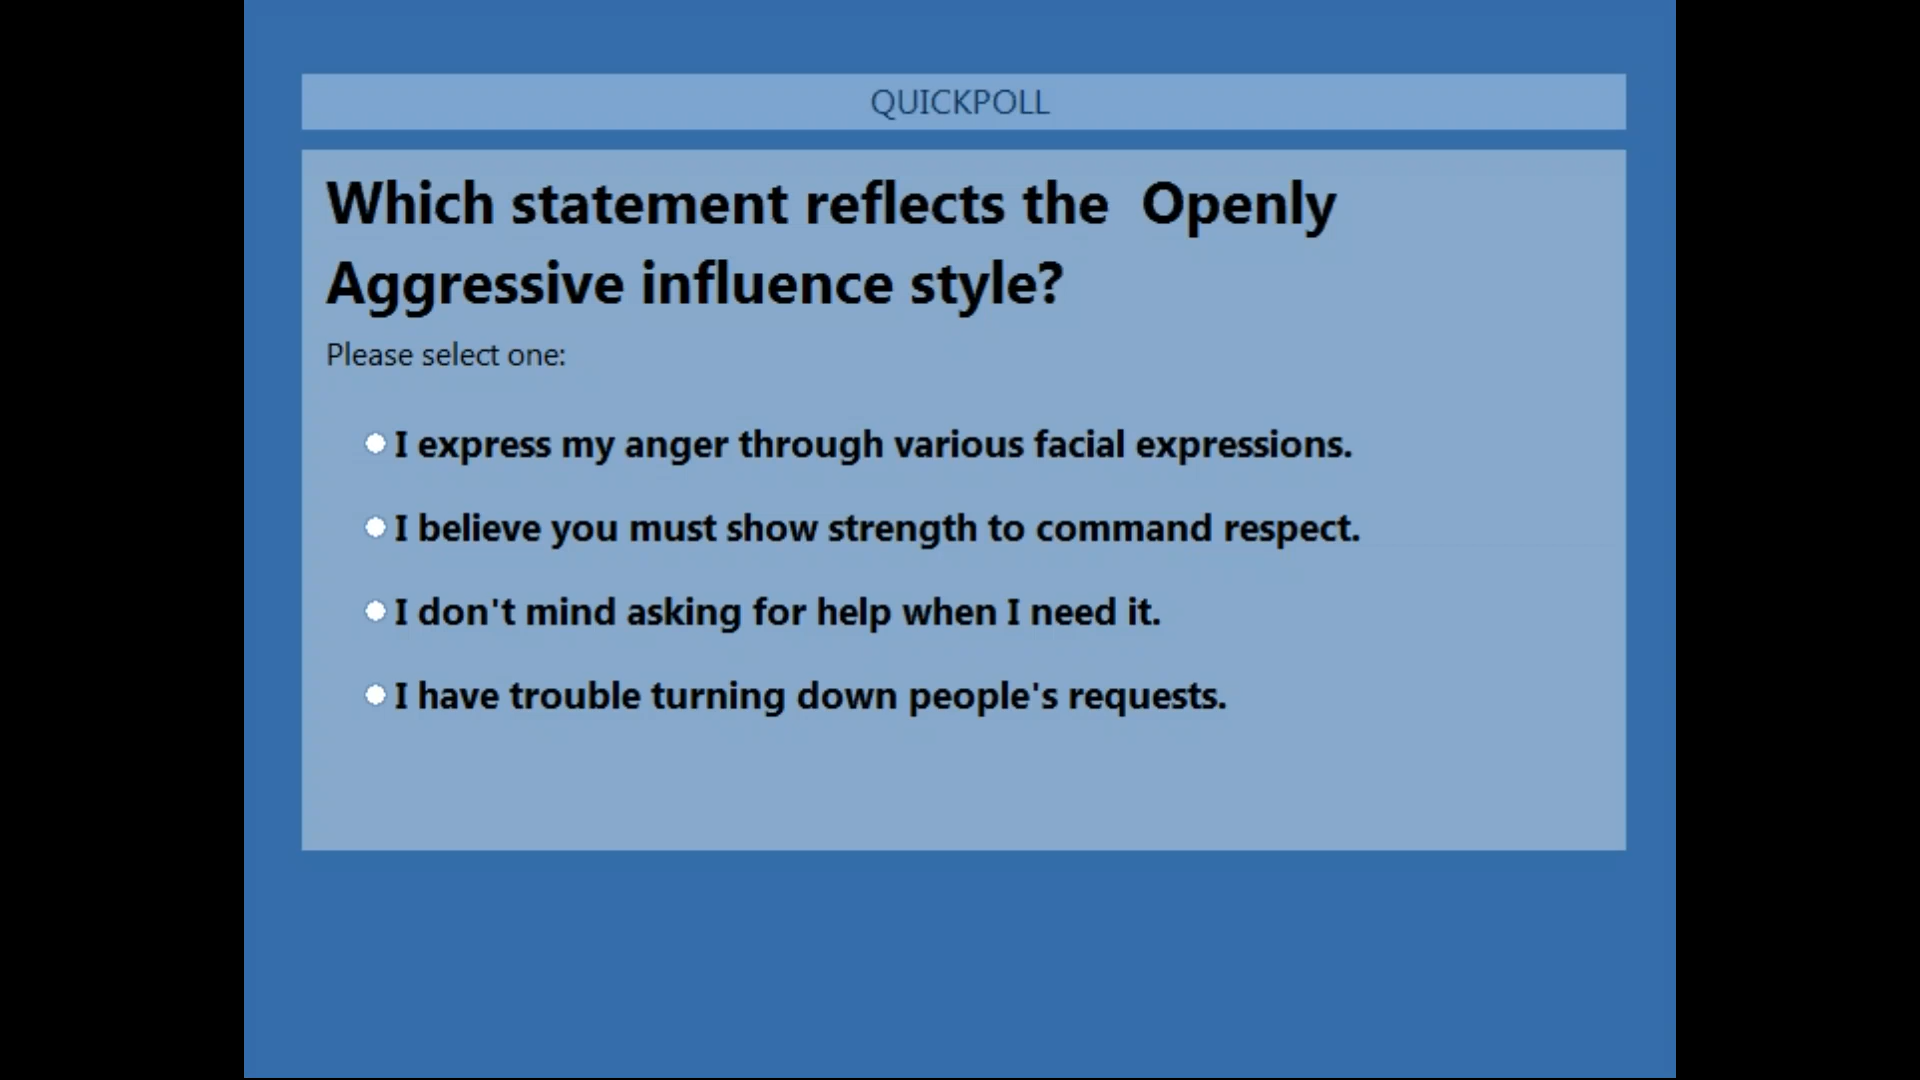 QUICKPOLL
Which statement reflects the  Openly
Aggressive influence style?
Please select one:
I express my anger through various facial expressions.
I believe you must show strength to command respect.
I don't mind asking for help when I need it.
I have trouble turning down people's requests.